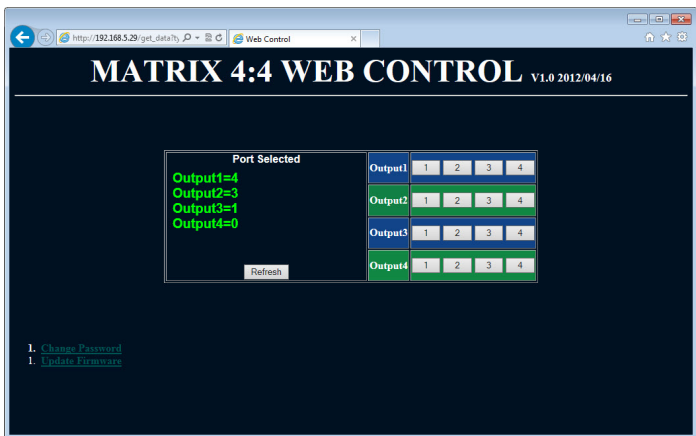 http://192.168.5.29/get_data?ty
Web Control
MATRIX 4:4 WEB CONTROL V1.0 2012/04/16
Port Selected
Output1=4
Output2=3
Output3=1
Output4=0
Refresh
Output1 1 2 3 4
Output2 1 2 3 4
Output3 1 2 3 4
Output4 1 2 3 4
1. Change Password
1. Update Firmware